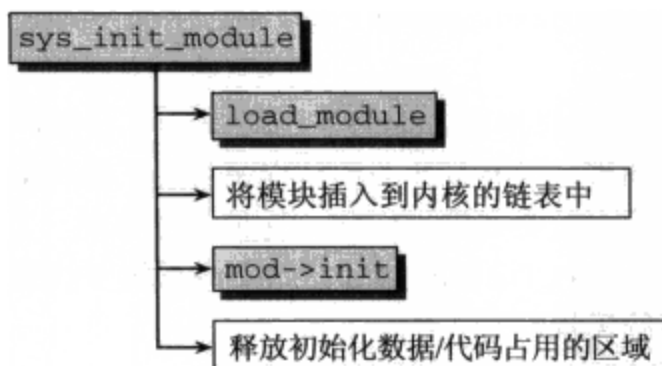 sys_init_module
load_module
将模块插入到内核的链表中
mod->init
释放初始化数据/代码占用的区域